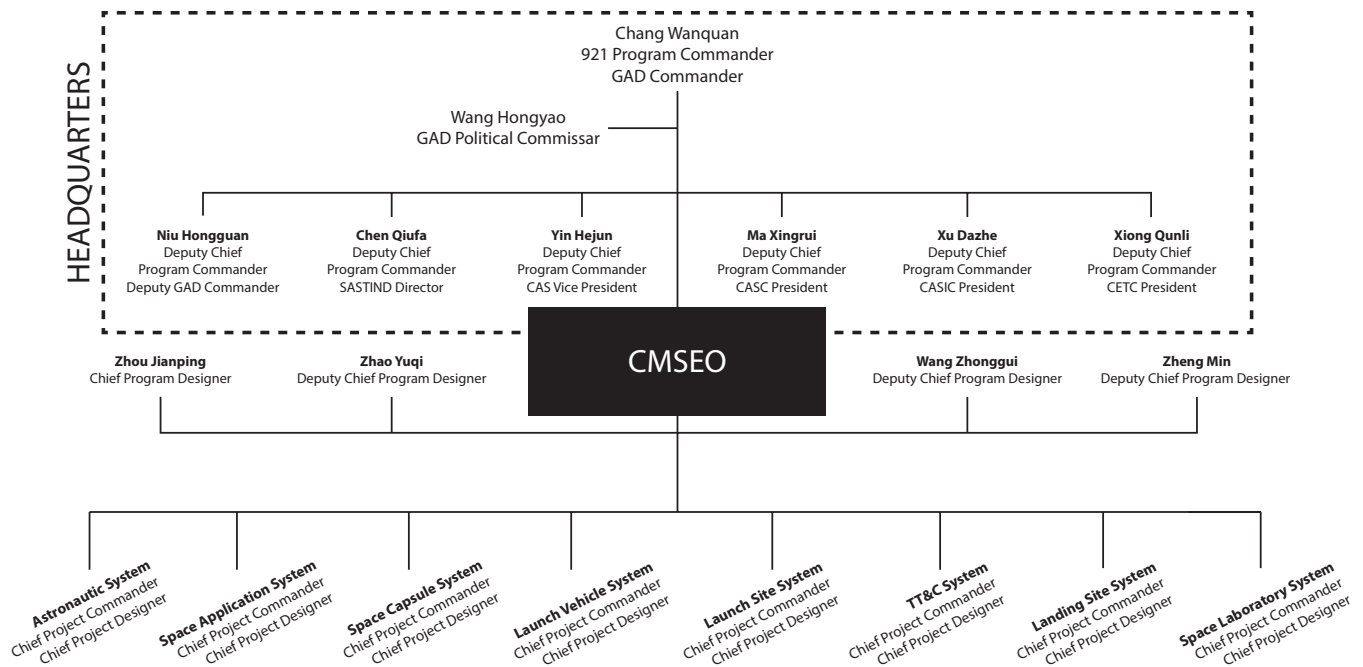 HEADQUARTERS
Chang Wanquan
921 Program Commander
GAD Commander
Wang Hongyao
GAD Political Commissar
Niu Hongguan
Deputy Chief
Program Commander
Deputy GAD Commander
Chen Qiufa
Deputy Chief
Program Commander
SASTIND Director
Yin Hejun
Deputy Chief
Program Commander
CAS Vice President
Ma Xingrui
Deputy Chief
Program Commander
CASC President
Xu Dazhe
Deputy Chief
Program Commander
CASIC President
Xiong Qunli
Deputy Chief
Program Commander
CETC President
CMSEO
Zhou Jianping
Chief Program Designer
Zhao Yuqi
Deputy Chief Program Designer
Wang Zhonggui
Deputy Chief Program Designer
Zheng Min
Deputy Chief Program Designer
Astronautic System
Chief Project Commander
Chief Project Designer
Space Application System
Chief Project Commander
Chief Project Designer
Space Capsule System
Chief Project Commander
Chief Project Designer
Launch Vehicle System
Chief Project Commander
Chief Project Designer
Launch Site System
Chief Project Commander
Chief Project Designer
TT&C System
Chief Project Commander
Chief Project Designer
Landing Site System
Chief Project Commander
Chief Project Designer
Space Laboratory System
Chief Project Commander
Chief Project Designer